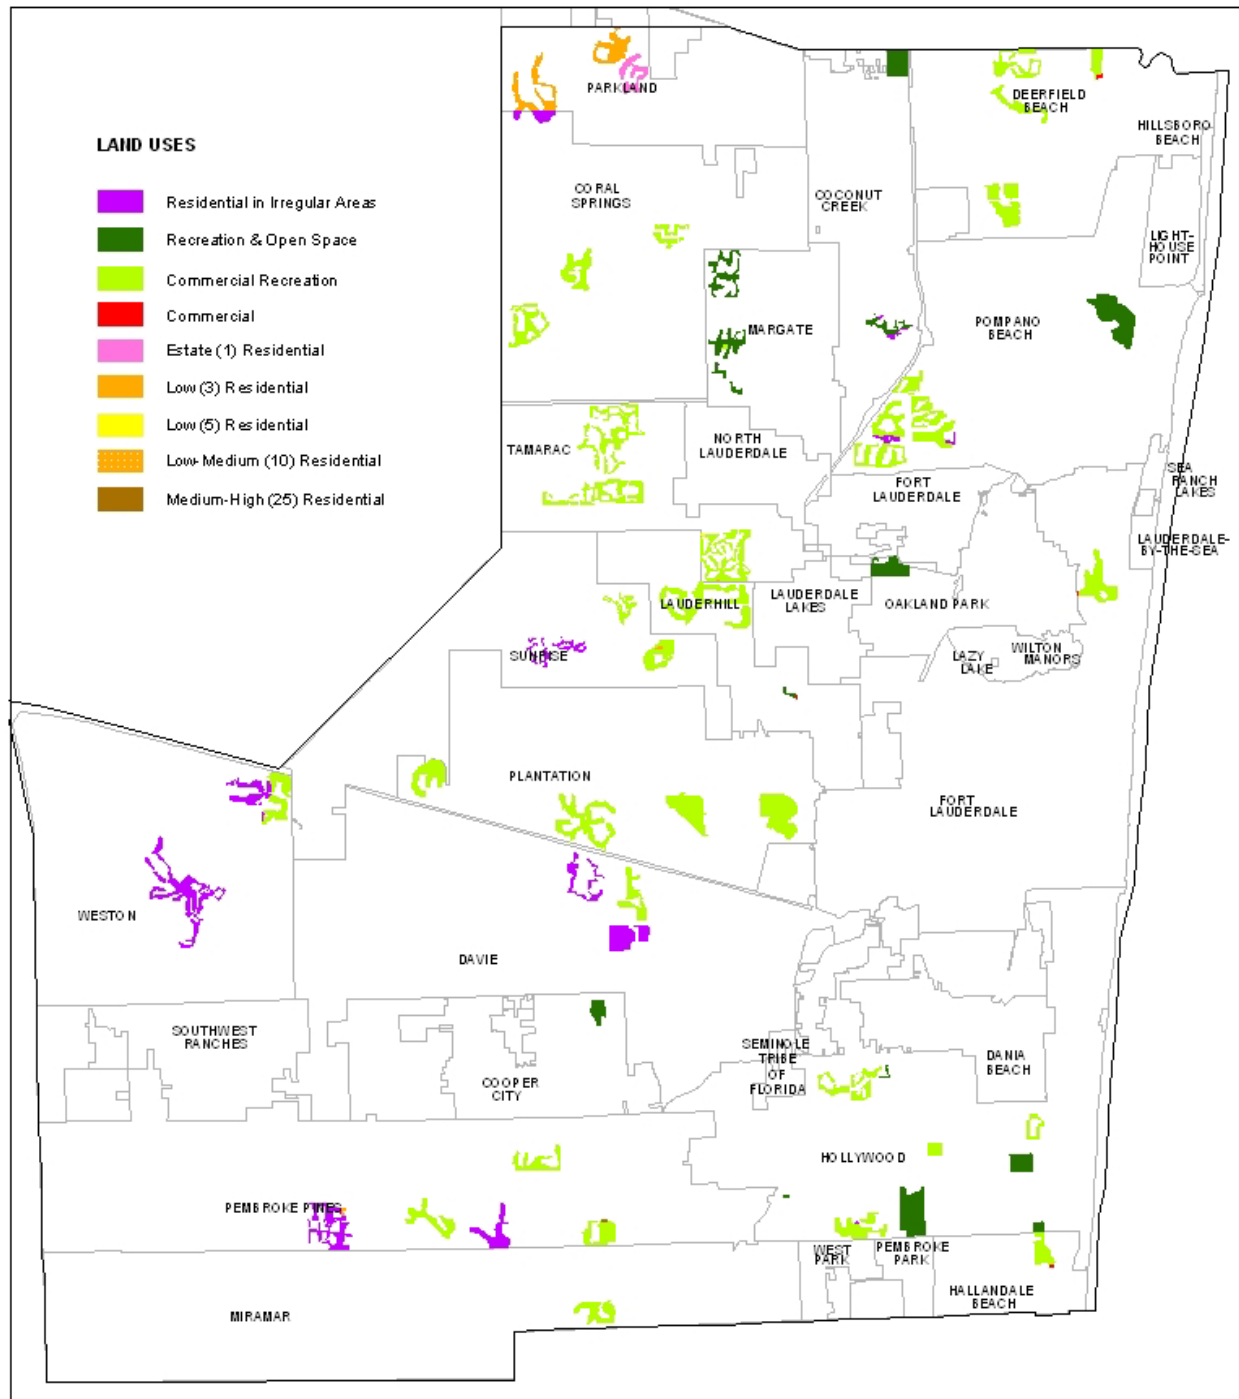 PARKLAND
DEERFIELD
BEACH
HILLSBORO
BEACH
LAND USES
Residential in Irregular Areas
Recreation & Open Space
Commercial Recreation
Commercial
Estate (1) Residential
Low (3) Residential
Low (5) Residential
Low-Medium (10) Residential
Medium-High (25) Residential
CORAL
SPRINGS
COCONUT
CREEK
LIGHT-
HOUSE
POINT
MARGATE
POMPANO
BEACH
TAMARAC
NORTH
LAUDERDALE
FORT
LAUDERDALE
SEA
RANCH
LAKES
LAUDERDALE-
BY-THE-SEA
LAUDERHILL
LAUDERDALE
LAKES
OAKLAND PARK
SUNRISE
LAZY
LAKE
WILTON
MANORS
PLANTATION
FORT
LAUDERDALE
WESTON
DAVIE
SOUTHWEST
RANCHES
COOPER
CITY
SEMINOLE
TRIBE
OF
FLORIDA
DANIA
BEACH
HOLLYWOOD
PEMBROKE PINES
WEST
PARK
PEMBROKE
PARK
HALLANDALE
BEACH
MIRAMAR